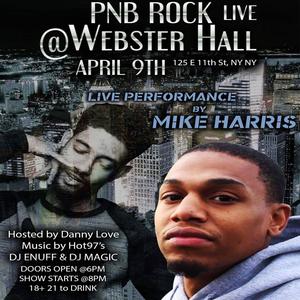 PNB ROCK LIVE
@WEBSTER HALL
APRIL 9TH 125 E 11th St, NY NY
LIVE PERFORMANCE
BY
MIKE HARRIS
Hosted by Danny Love
Music by Hot97's
DJ ENUFF & DJ MAGIC
DOORS OPEN @6PM
SHOW STARTS @8PM
18+ 21 to DRINK